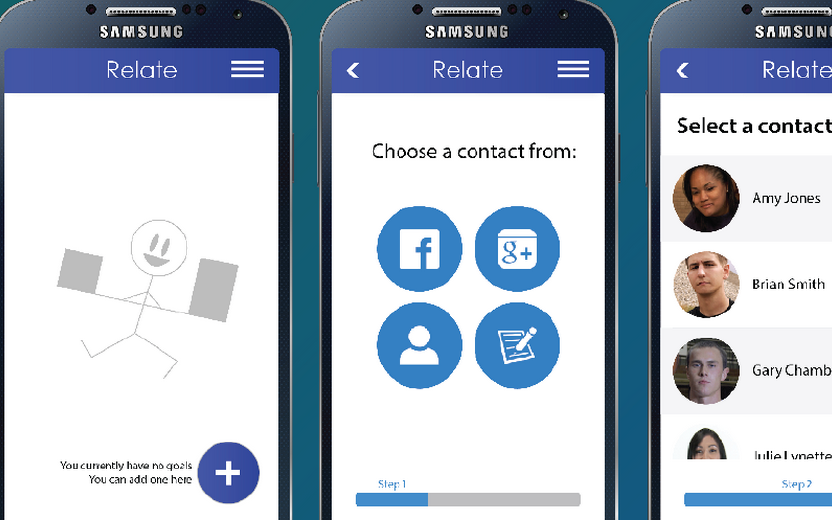 SAMSUNG
Relate
You currently have no goals
You can add one here
SAMSUNG
Relate
Choose a contact from:
f
g+
Step 1
SAMSUNG
Relate
Select a contact
Amy Jones
Brian Smith
Gary Chamb
Julie Lynette
Step 2